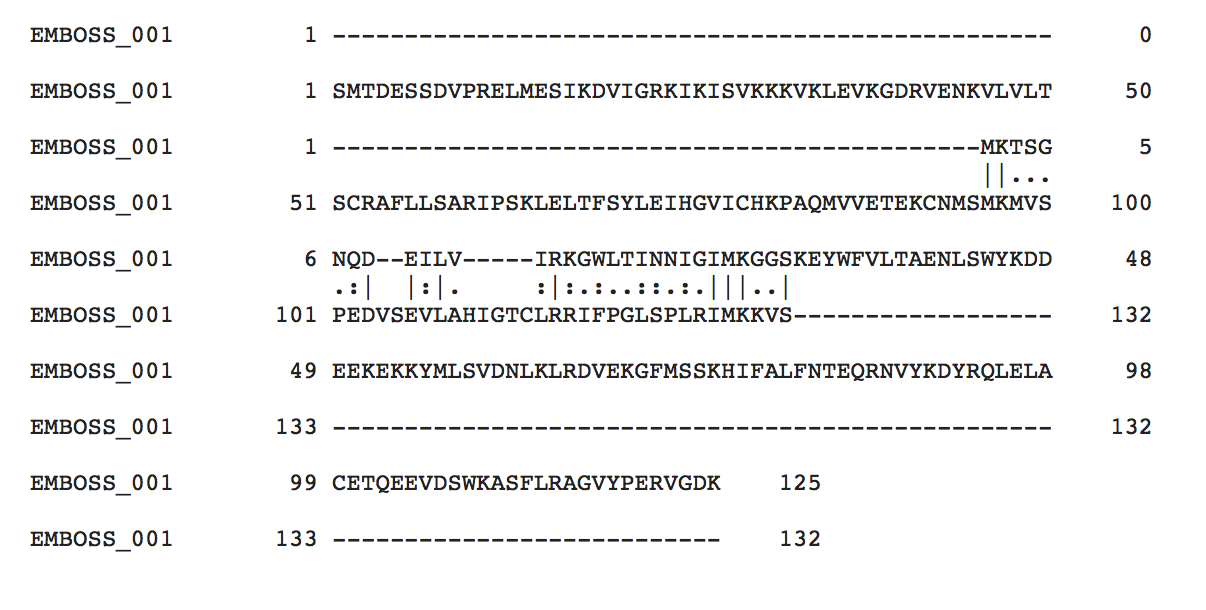 EMBOSS_001 1 -------------------------------------------------- 0
EMBOSS_001 1 SMTDESSDVPRELMESIKDVIGRKIKISVKKKVKLEVKGDRVENKVLVLT 50
EMBOSS_001 1 ---------------------------------------------MKTSG 5
||...
EMBOSS_001 51 SCRAFLLSARIPSKLELTFSYLEIHGVICHKPAQMVVETEKCNMSMKMVS 100
EMBOSS_001 6 NQD--EILV-----IRKGWLTINNIGIMKGGSKEYWFVLTAENLSWYKDD 48
.:|  |:|.     :|:.:..::.:.|||..|
EMBOSS_001 101 PEDVSEVLAHIGTCLRRIFPGLSPLRIMKKVS------------------ 132
EMBOSS_001 49 EEKEKKYMLSVDNLKLRDVEKGFMSSKHIFALFNTEQRNVYKDYRQLELA 98
EMBOSS_001 133 -------------------------------------------------- 132
EMBOSS_001 99 CETQEEVDSWKASFLRAGVYPERVGDK 125
EMBOSS_001 133 --------------------------- 132